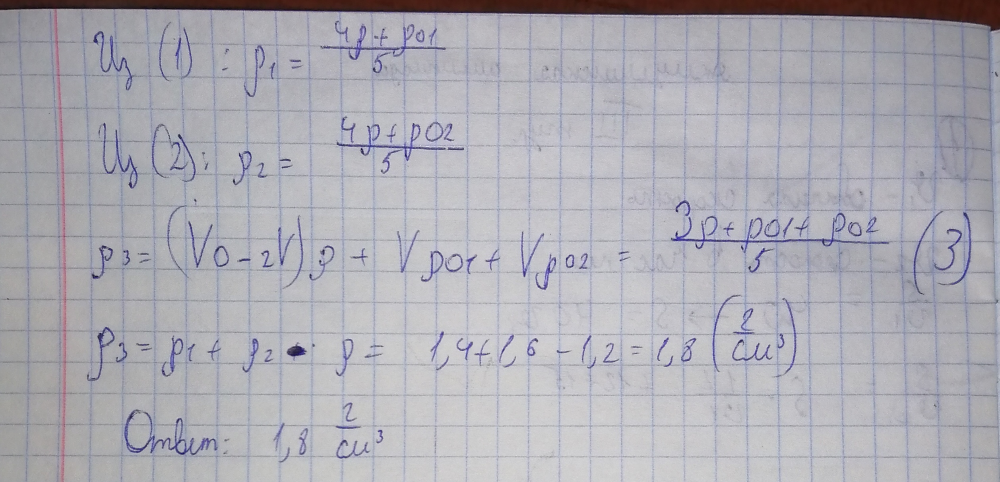 Из (1) : ρ1 = (4ρ + ρ01)/5
Из (2) : ρ2 = (4ρ + ρ02)/5
ρ3 = (V0 - 2V)ρ + Vρ01 + Vρ02 = (3ρ + ρ01 + ρ02)/5 (3)
ρ3 = ρ1 + ρ2 - ρ = 1,4 + 1,6 - 1,2 = 1,8 (г/см³)
Ответ: 1,8 г/см³